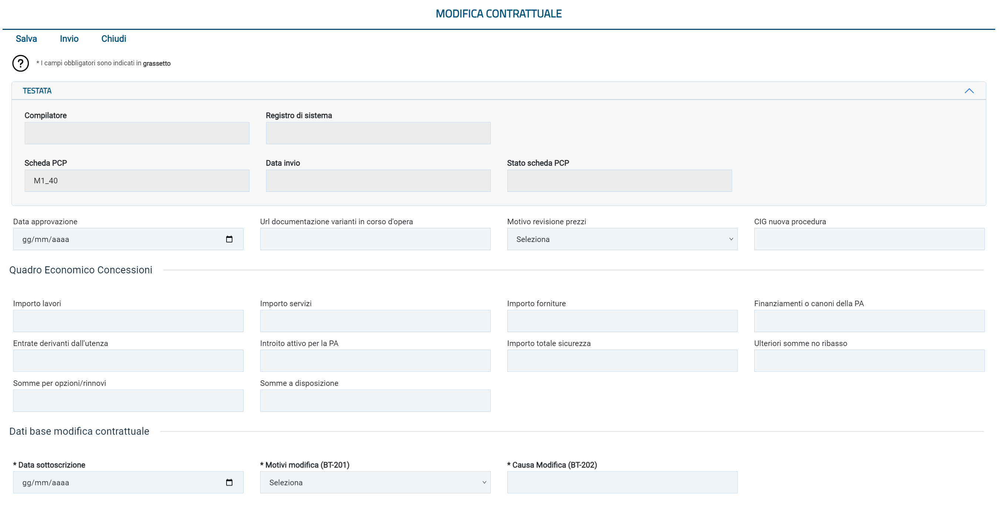 MODIFICA CONTRATTUALE
Salva Invio Chiudi
* I campi obbligatori sono indicati in grassetto
TESTATA
Compilatore Registro di sistema
Scheda PCP Data invio Stato scheda PCP
M1_40
Data approvazione Url documentazione varianti in corso d'opera Motivo revisione prezzi CIG nuova procedura
gg/mm/aaaa Seleziona
Quadro Economico Concessioni
Importo lavori Importo servizi Importo forniture Finanziamenti o canoni della PA
Entrate derivanti dall'utenza Introito attivo per la PA Importo totale sicurezza Ulteriori somme no ribasso
Somme per opzioni/rinnovi Somme a disposizione
Dati base modifica contrattuale
* Data sottoscrizione * Motivi modifica (BT-201) * Causa Modifica (BT-202)
gg/mm/aaaa Seleziona